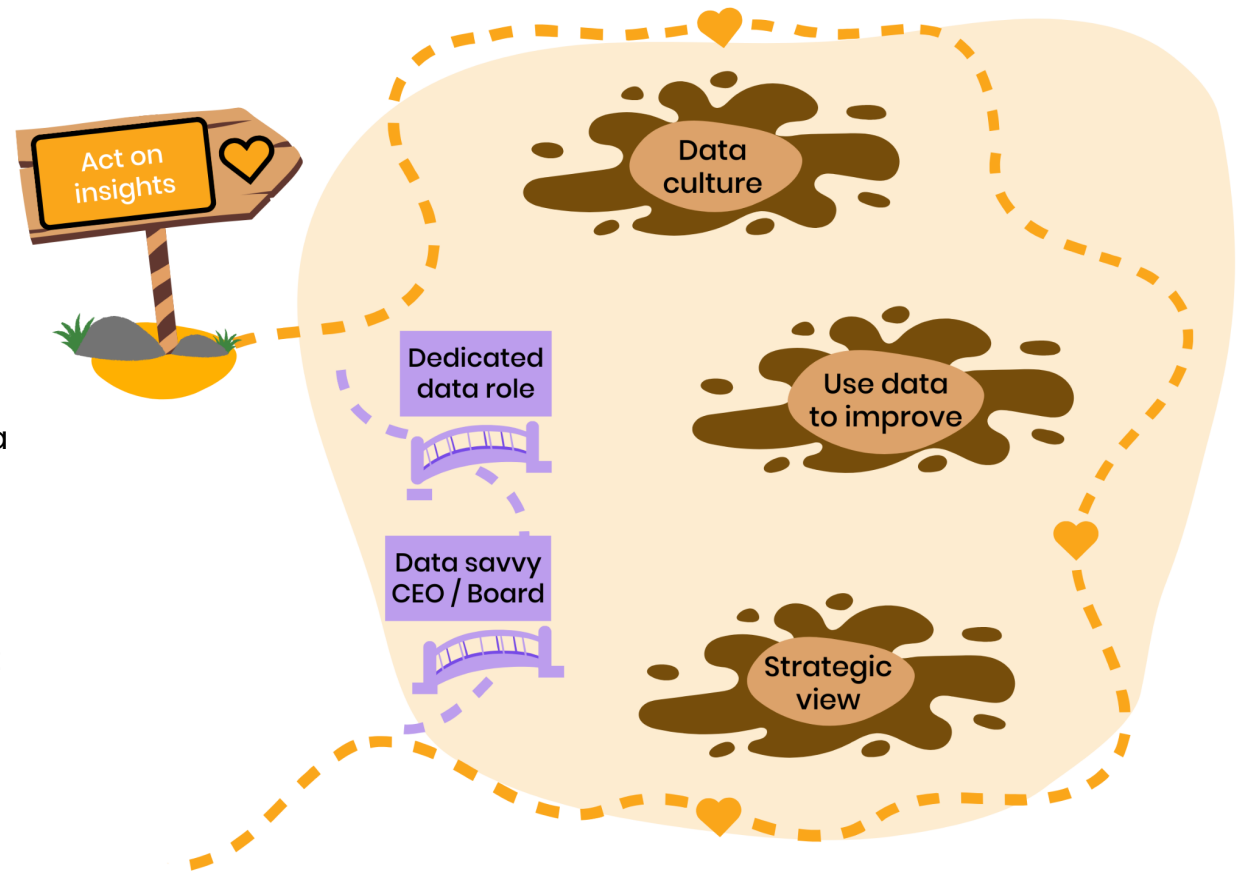 Act on
insights
Data
culture
Dedicated
data role
Use data
to improve
a
Data savvy
CEO / Board
Strategic
view